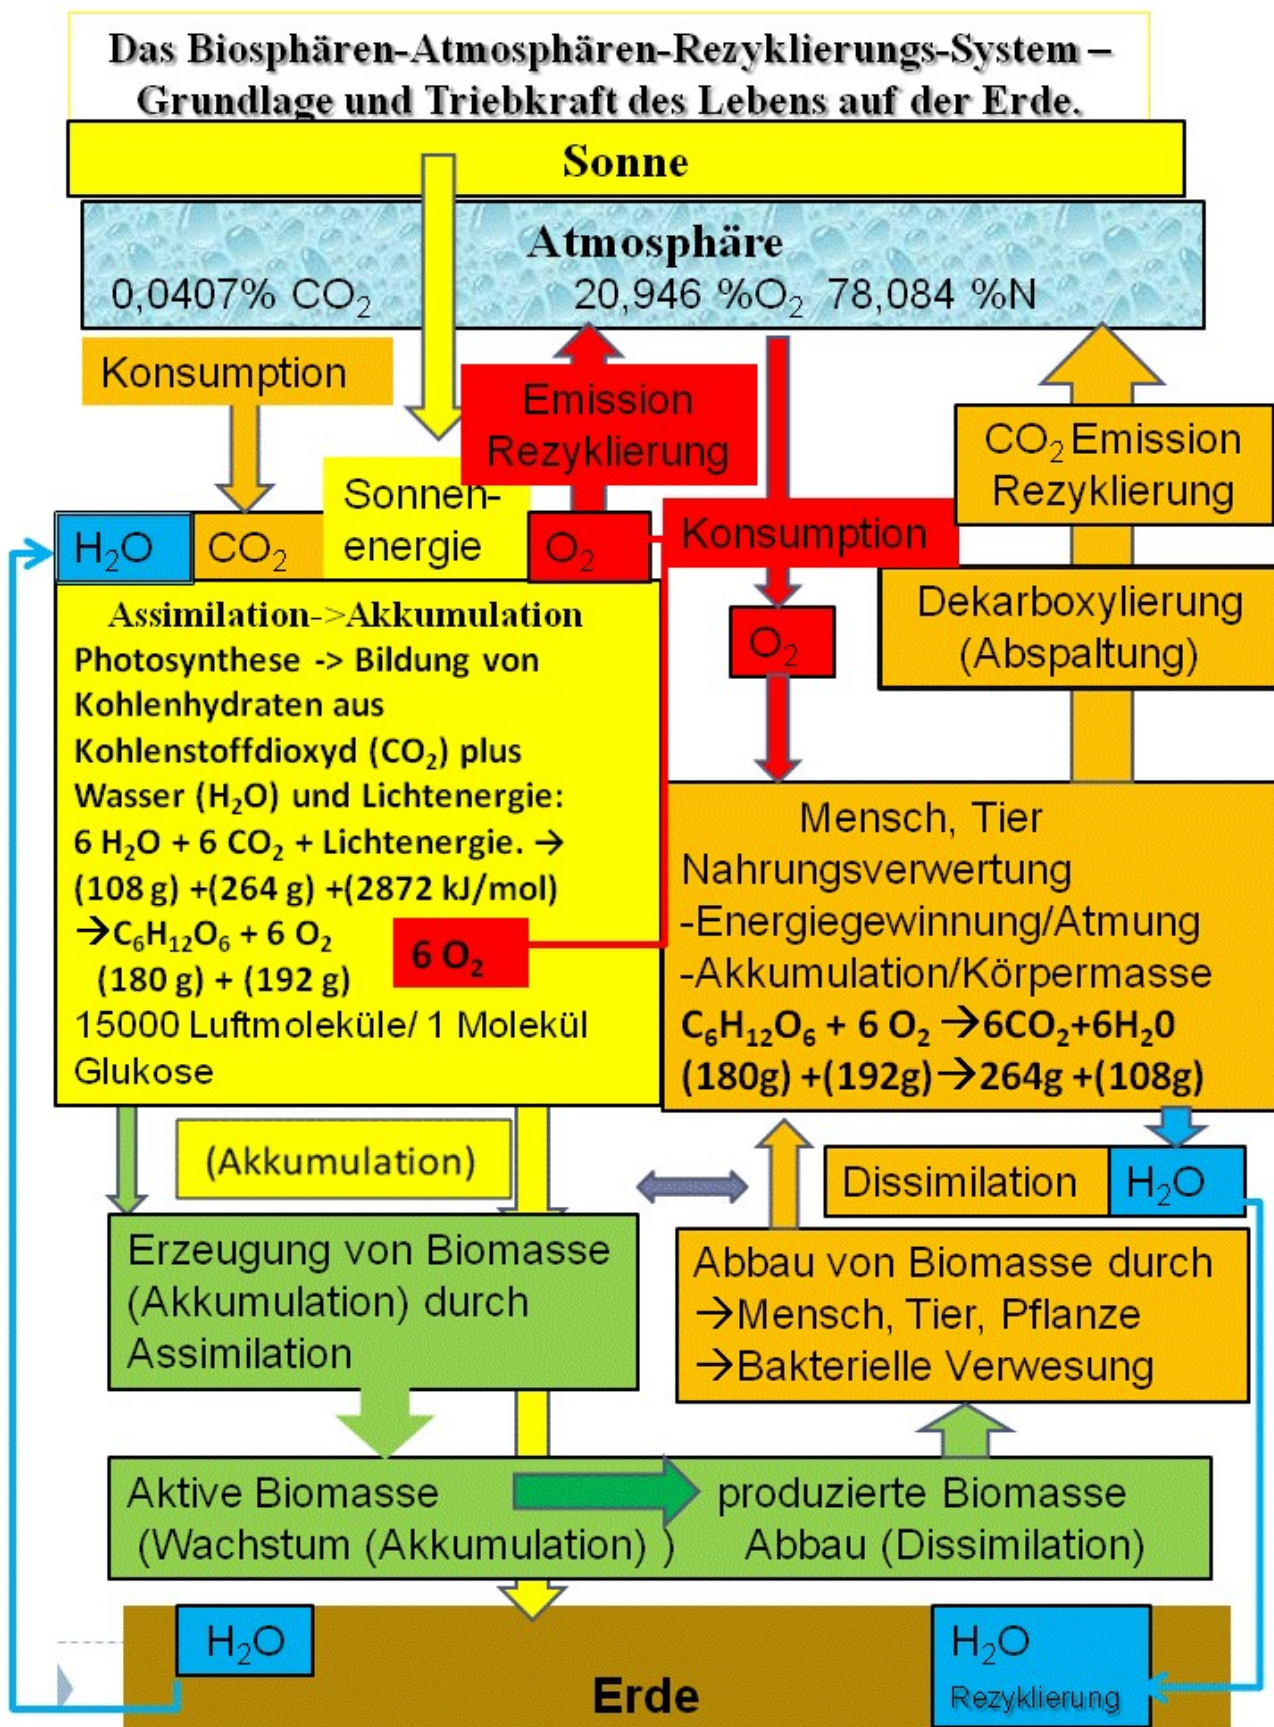 Das Biosphären-Atmosphären-Rezyklierungs-System –
Grundlage und Triebkraft des Lebens auf der Erde.
Sonne
Atmosphäre
0,0407% CO₂ 20,946 %O₂ 78,084 %N
Konsumption
Emission
Rezyklierung
CO₂ Emission
Rezyklierung
Sonnen-
energie
H₂O
CO₂
O₂
Konsumption
Dekarboxylierung
(Abspaltung)
O₂
Assimilation->Akkumulation
Photosynthese -> Bildung von
Kohlenhydraten aus
Kohlenstoffdioxyd (CO₂) plus
Wasser (H₂O) und Lichtenergie:
6 H₂O + 6 CO₂ + Lichtenergie. →
(108 g) +(264 g) +(2872 kJ/mol)
→C₆H₁₂O₆ + 6 O₂
(180 g) + (192 g)
6 O₂
15000 Luftmoleküle/ 1 Molekül
Glukose
Mensch, Tier
Nahrungsverwertung
-Energiegewinnung/Atmung
-Akkumulation/Körpermasse
C₆H₁₂O₆ + 6 O₂ →6CO₂+6H₂0
(180g) +(192g)→264g +(108g)
(Akkumulation)
Dissimilation
H₂O
Erzeugung von Biomasse
(Akkumulation) durch
Assimilation
Abbau von Biomasse durch
→Mensch, Tier, Pflanze
→Bakterielle Verwesung
Aktive Biomasse
(Wachstum (Akkumulation) )
produzierte Biomasse
Abbau (Dissimilation)
H₂O
Erde
H₂O
Rezyklierung